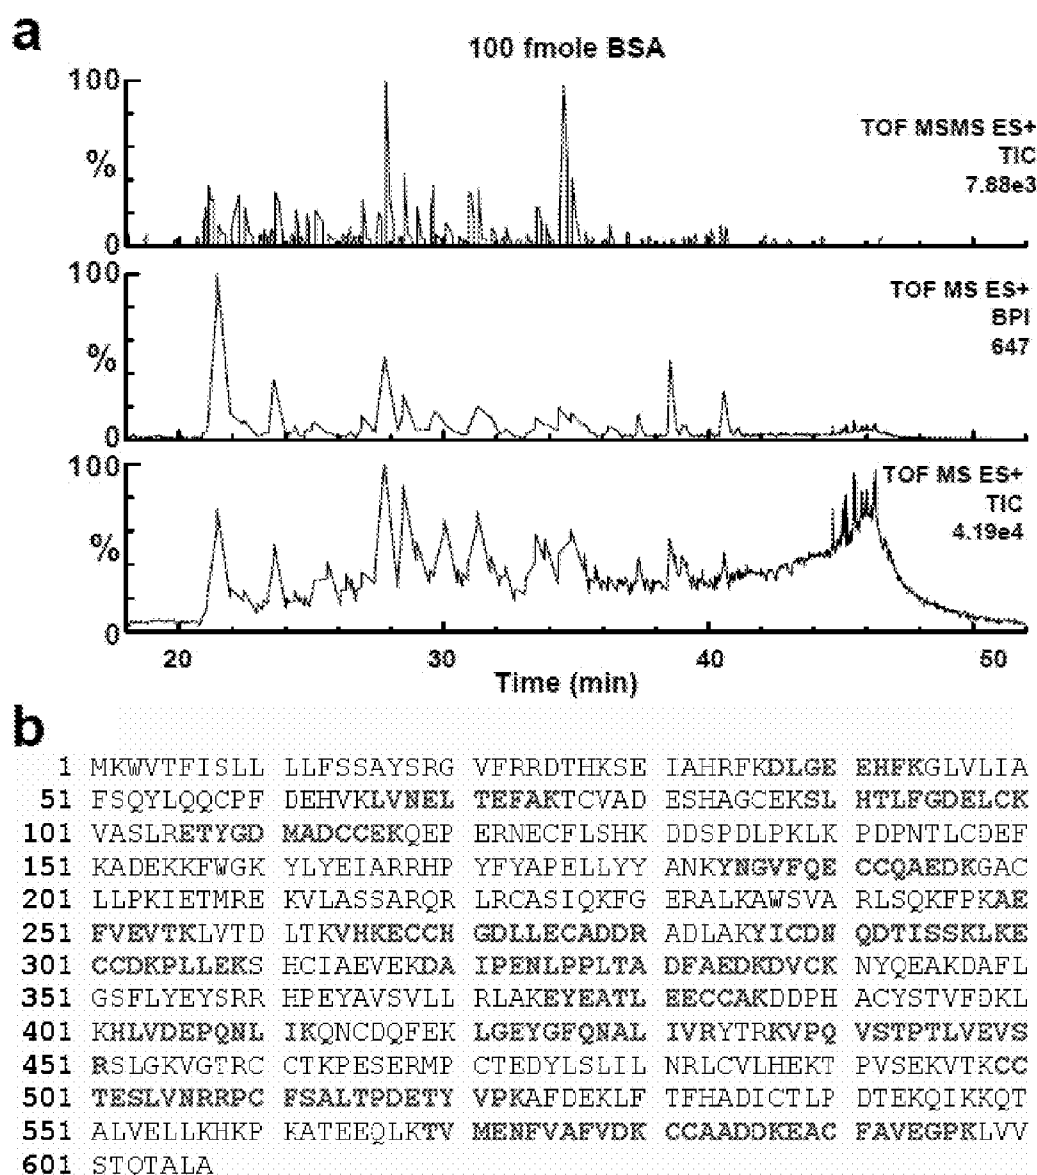 a
100 fmole BSA
100
%
0
TOF MSMS ES+
TIC
7.88e3
100
%
0
TOF MS ES+
BPI
647
100
%
0
TOF MS ES+
TIC
4.19e4
20 30 40 50
Time (min)
b
1 MKWVTFISLL LLFSSAYSRG VFRRDTHKSE IAHRFKDLGE EHFKGLVLIA
51 FSQYLQQCPF DEHVKLVNEL TEFAKTCVAD ESHAGCEKSL HTLFGDELCK
101 VASLRETYGD MADCCEKQEP ERNECFLSHK DDSPDLPKLK PDPNTLCDEF
151 KADEKKFWGK YLYEIARRHP YFYAPELLYY ANKYNGVFQE CCQAEDKGAC
201 LLPKIETMRE KVLASSARQR LRCASIQKFG ERALKAWSVA RLSQKFPKAE
251 FVEVTKLVTD LTKVHKECCH GDLLECADDR ADLAKYICDN QDTISSKLKE
301 CCDKPLLEKS HCIAEVEKDA IPENLPPLTA DFAEDKDVCK NYQEAKDAFL
351 GSFLYEYSRR HPEYAVSVLL RLAKEYEATL EECCAKDDPH ACYSTVFDKL
401 KHLVDEPQNL IKQNCDQFEK LGEYGFQNAL IVRYTRKVPQ VSTPTLVEVS
451 RSLGKVGTRC CTKPESERMP CTEDYLSLIL NRLCVLHEKT PVSEKVTKCC
501 TESLVNRRPC FSALTPDETY VPKAFDEKLF TFHADICTLP DTEKQIKKQT
551 ALVELLKHKP KATEEQLKTV MENFVAFVDK CCAADDKEAC FAVEGPKLVV
601 STQTALA